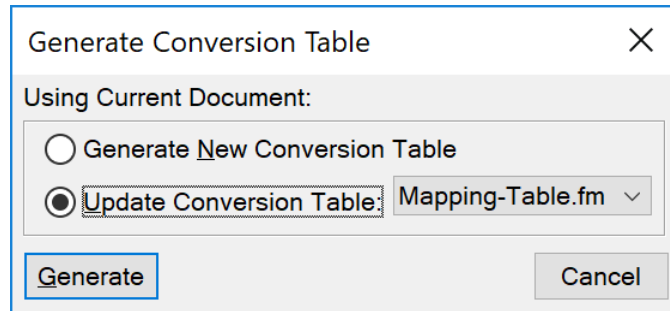 Generate Conversion Table
Using Current Document:
Generate New Conversion Table
Update Conversion Table: Mapping-Table.fm
Generate Cancel